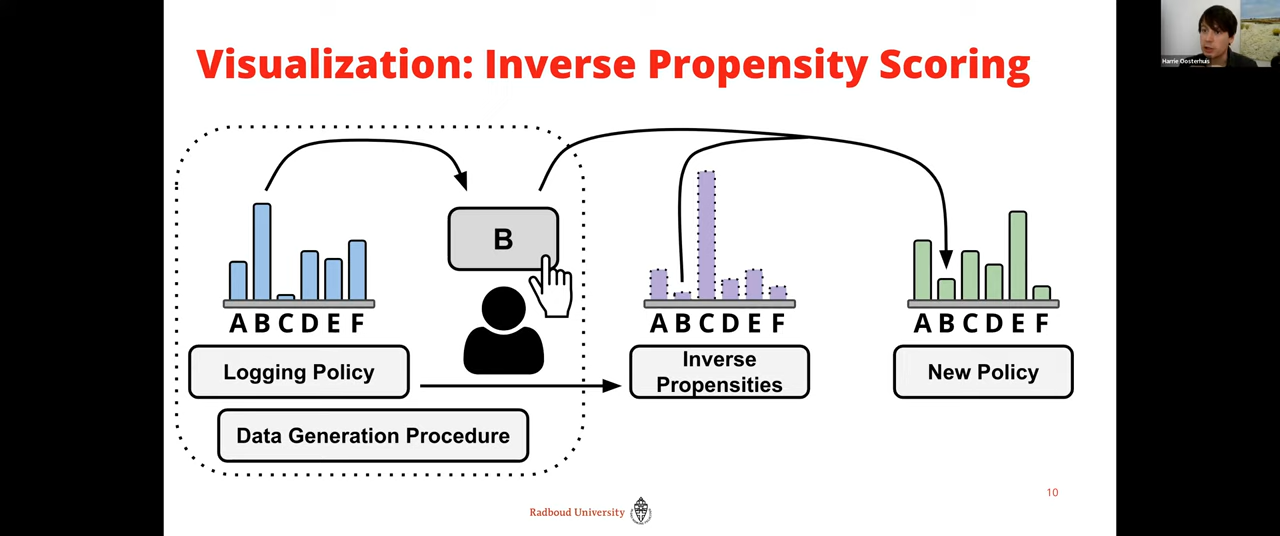 Visualization: Inverse Propensity Scoring
Harrie Oosterhuis
B
A B C D E F
A B C D E F
A B C D E F
Logging Policy
Inverse
Propensities
New Policy
Data Generation Procedure
10
Radboud University